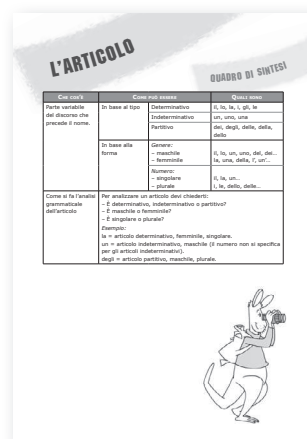 L'ARTICOLO
QUADRO DI SINTESI
CHE COS'È COME PUÒ ESSERE QUALI SONO
Parte variabile del discorso che precede il nome.
In base al tipo
Determinativo
il, lo, la, i, gli, le
Indeterminativo
un, uno, una
Partitivo
dei, degli, delle, della, dello
In base alla forma
Genere:
– maschile
– femminile
il, lo, un, uno, del, dei…
la, una, della, l', un'…
Numero:
– singolare
– plurale
il, la, un…
i, le, dello, delle…
Come si fa l'analisi grammaticale dell'articolo
Per analizzare un articolo devi chiederti:
– È determinativo, indeterminativo o partitivo?
– È maschile o femminile?
– È singolare o plurale?
Esempio:
la = articolo determinativo, femminile, singolare.
un = articolo indeterminativo, maschile (il numero non si specifica
per gli articoli indeterminativi).
degli = articolo partitivo, maschile, plurale.